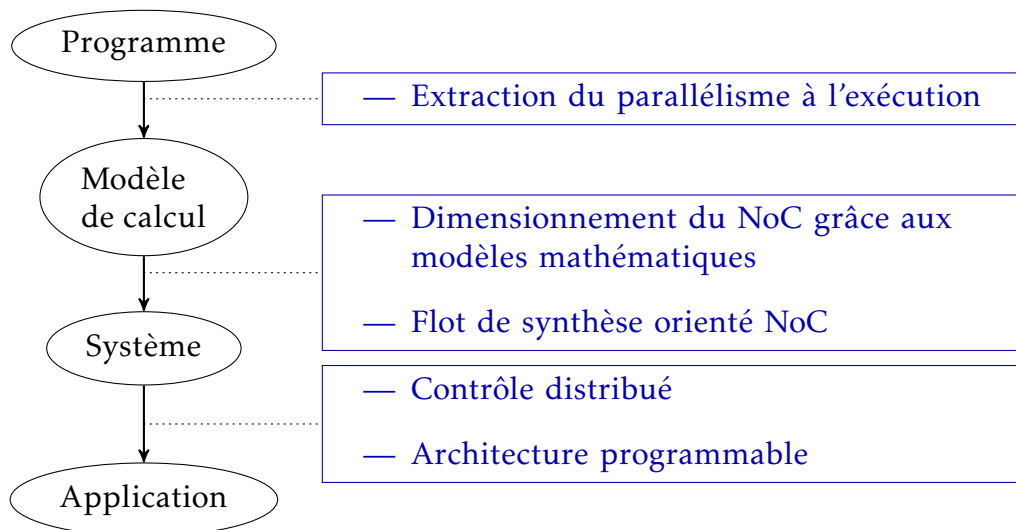 Programme
— Extraction du parallélisme à l'exécution
Modèle
de calcul
— Dimensionnement du NoC grâce aux
modèles mathématiques
— Flot de synthèse orienté NoC
Système
— Contrôle distribué
— Architecture programmable
Application